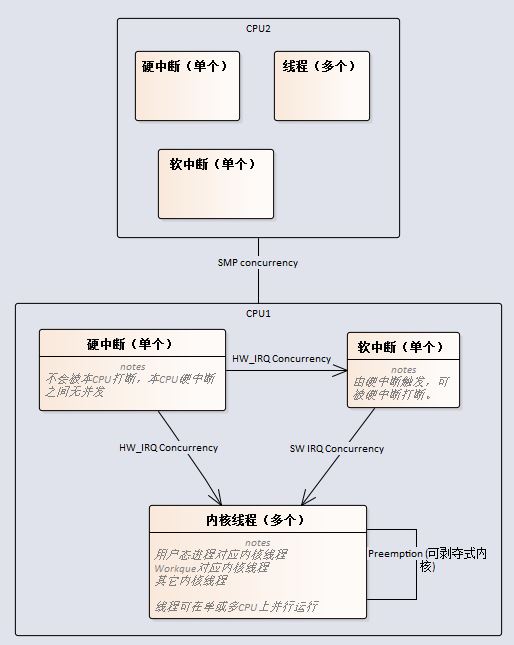 CPU2
硬中断（单个）
线程（多个）
软中断（单个）
SMP concurrency
CPU1
硬中断（单个）
notes
不会被本CPU打断，本CPU硬中断
之间无并发
HW_IRQ Concurrency
软中断（单个）
notes
由硬中断触发，可
被硬中断打断。
HW_IRQ Concurrency
SW IRQ Concurrency
内核线程（多个）
notes
用户态进程对应内核线程
Workque对应内核线程
其它内核线程
线程可在单或多CPU上并行运行
Preemption (可剥夺式内
核)